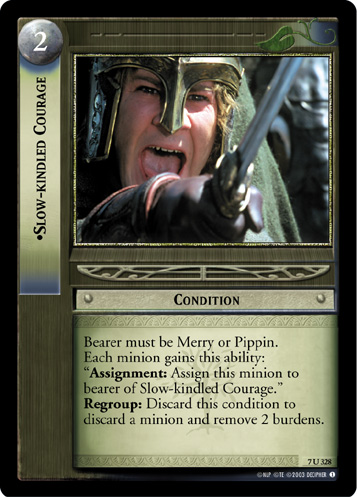 2
•Slow-kindled Courage
Condition
Bearer must be Merry or Pippin.
Each minion gains this ability:
“Assignment: Assign this minion to
bearer of Slow-kindled Courage.”
Regroup: Discard this condition to
discard a minion and remove 2 burdens.
7 U 328
©NLP ™TE ©2003 DECIPHER